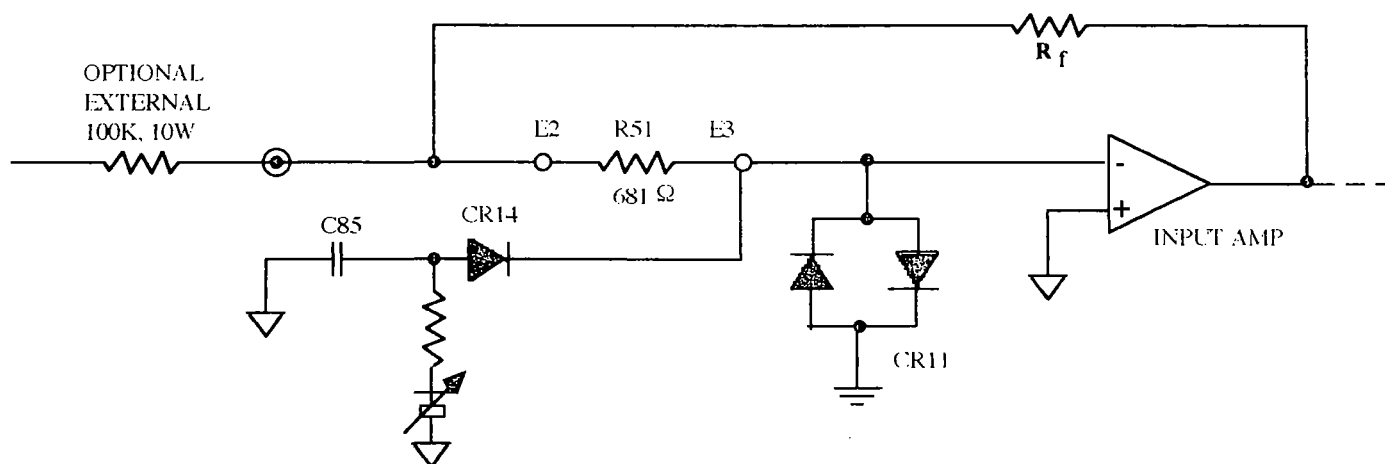 R f
OPTIONAL
EXTERNAL
100K, 10W
E2
R51
E3
681 Ω
-
+
INPUT AMP
C85
CR14
CR11